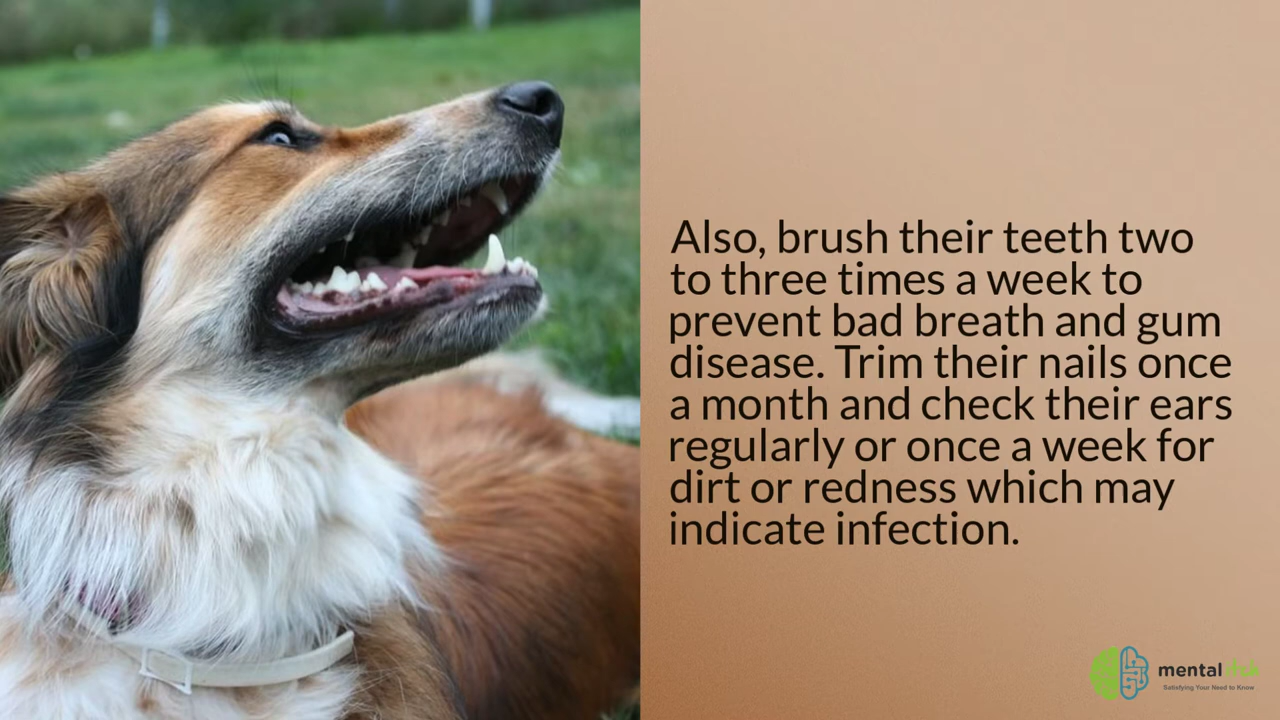 Also, brush their teeth two
to three times a week to
prevent bad breath and gum
disease. Trim their nails once
a month and check their ears
regularly or once a week for
dirt or redness which may
indicate infection.
mental
Satisfying Your Need to Know